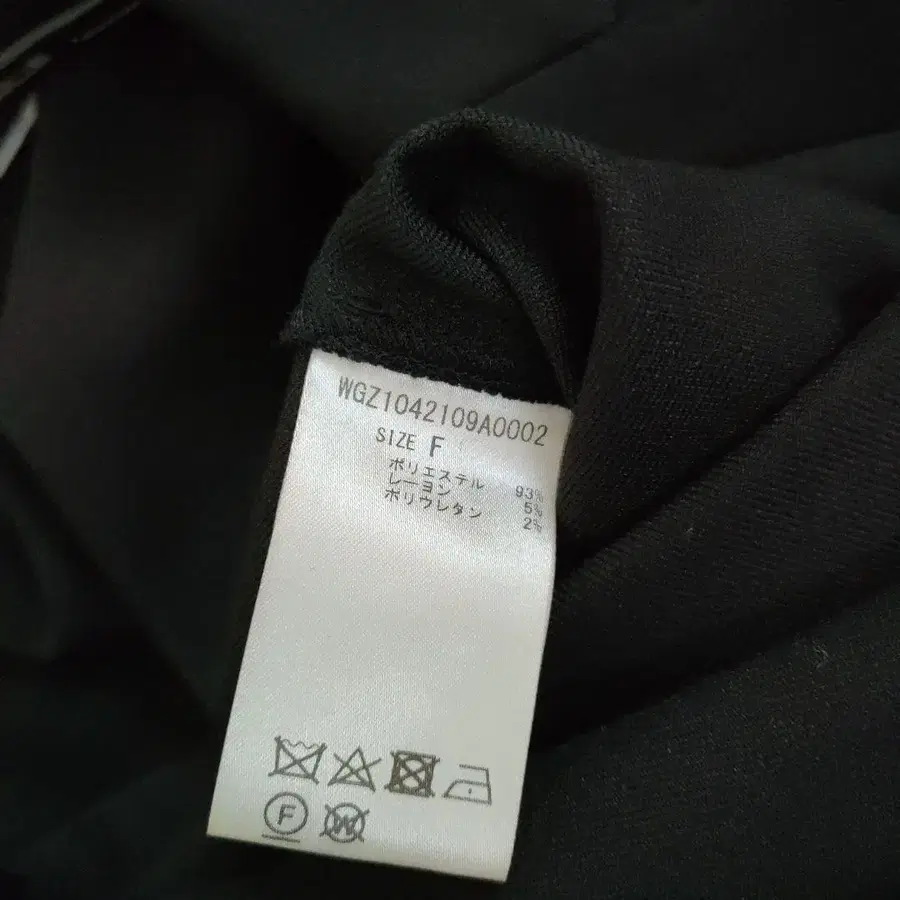 WGZ1042109A0002
SIZE F
ポリエステル 93%
レーヨン 5%
ポリウレタン 2%
F W